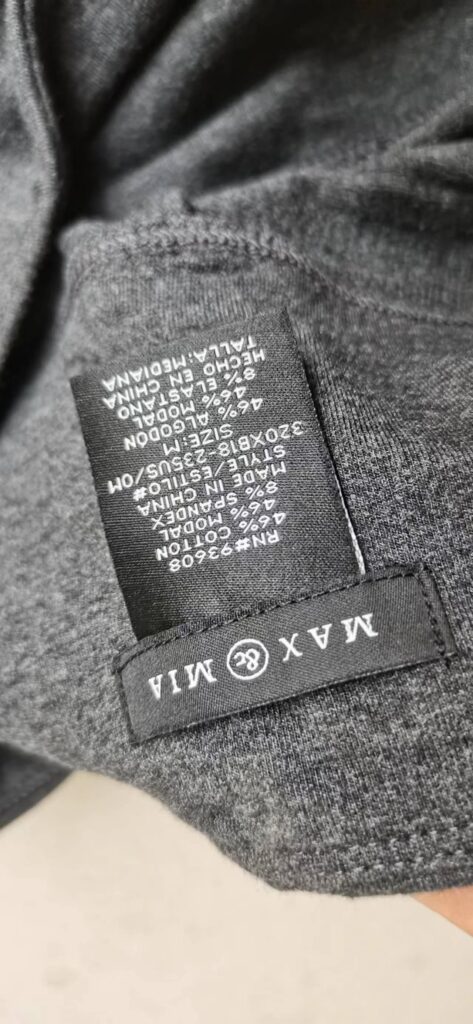 MAX & MIA
RN#93608
46% COTTON
46% MODAL
8% SPANDEX
MADE IN CHINA
STYLE/ESTILO#
320XB18-235US/OM
SIZE:M
46% ALGODON
46% MODAL
8% ELASTANO
HECHO EN CHINA
TALLA:MEDIANA